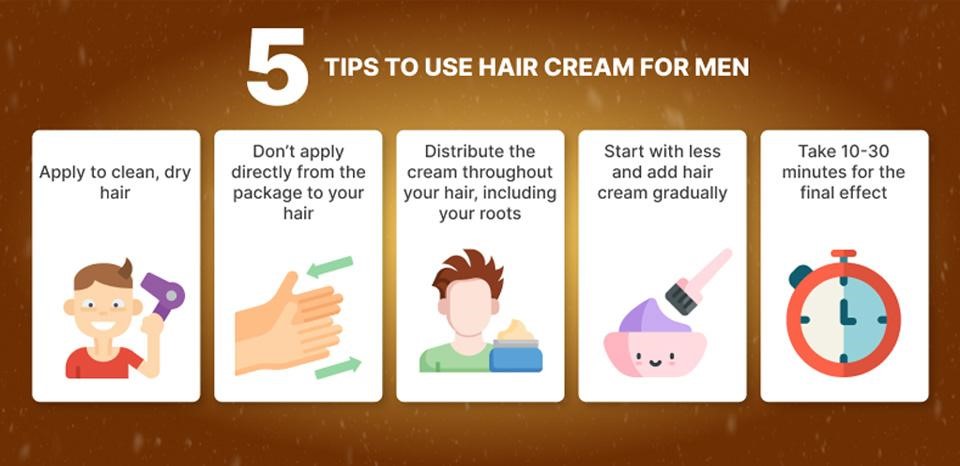 5 TIPS TO USE HAIR CREAM FOR MEN
Apply to clean, dry
hair
Don’t apply
directly from the
package to your
hair
Distribute the
cream throughout
your hair, including
your roots
Start with less
and add hair
cream gradually
Take 10-30
minutes for the
final effect